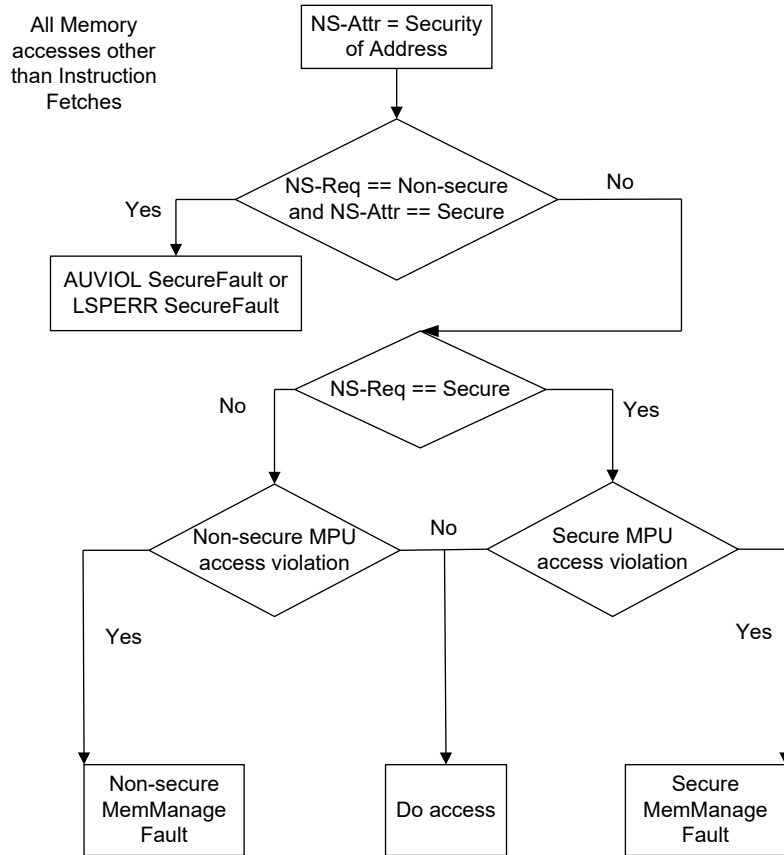 All Memory
accesses other
than Instruction
Fetches
NS-Attr = Security
of Address
NS-Req == Non-secure
and NS-Attr == Secure
Yes
No
AUVIOL SecureFault or
LSPERR SecureFault
NS-Req == Secure
No
Yes
Non-secure MPU
access violation
No
Secure MPU
access violation
Yes
Yes
Non-secure
MemManage
Fault
Do access
Secure
MemManage
Fault